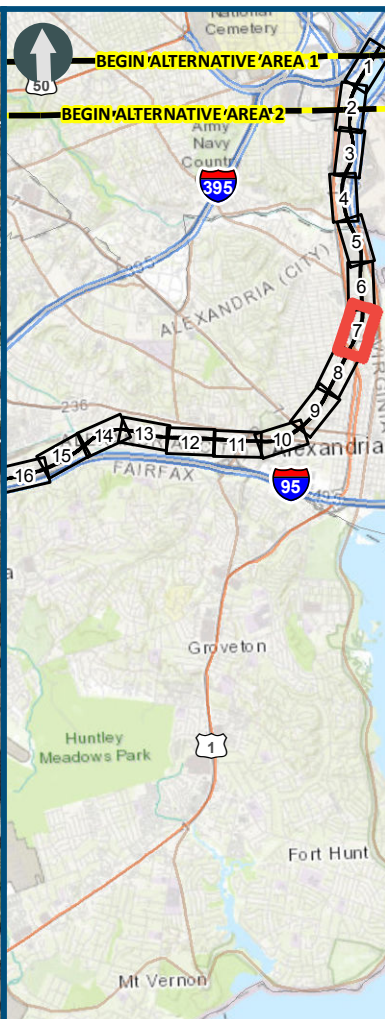 National
Cemetery
50
BEGIN ALTERNATIVE AREA 1
1
BEGIN ALTERNATIVE AREA 2
2
Army
Navy
Country
3
395
4
5
ALEXANDRIA (CITY)
395
6
7
VIRGINIA
8
236
9
14
13
12
11
10
Alexandria
15
16
FAIRFAX
95
495
Groveton
Huntley
Meadows Park
1
Fort Hunt
Mt Vernon